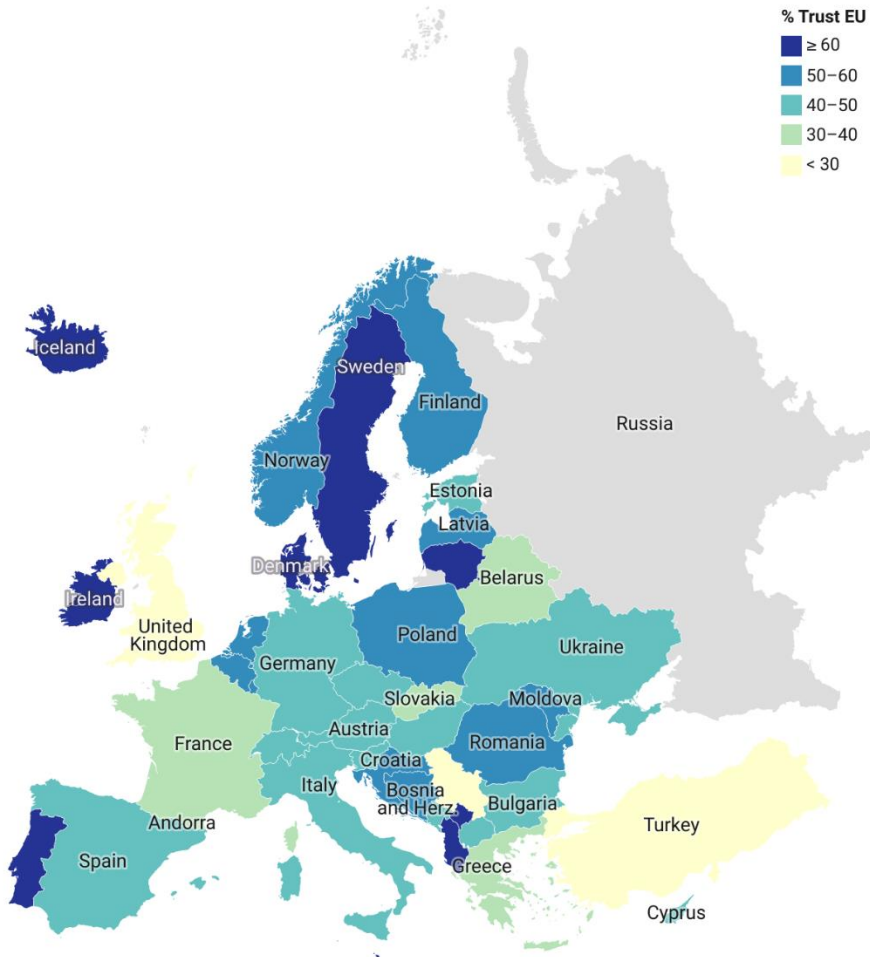 % Trust EU
≥ 60
50–60
40–50
30–40
< 30
Iceland
Sweden
Finland
Russia
Norway
Estonia
Latvia
Denmark
Belarus
Ireland
United
Kingdom
Poland
Germany
Ukraine
Slovakia
Moldova
Austria
France
Romania
Croatia
Italy
Bosnia
and Herz.
Bulgaria
Andorra
Turkey
Spain
Greece
Cyprus